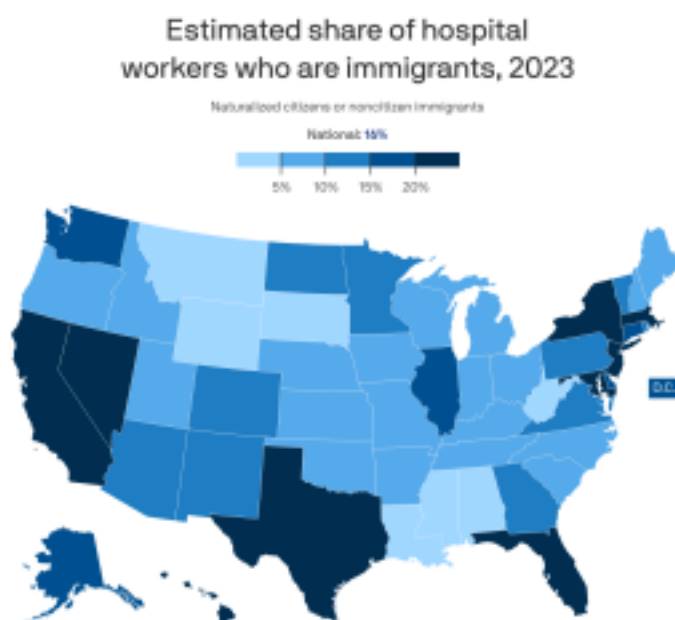 Estimated share of hospital
workers who are immigrants, 2023
Naturalized citizens or noncitizen immigrants
National: 16%
5% 10% 15% 20%
D.C.